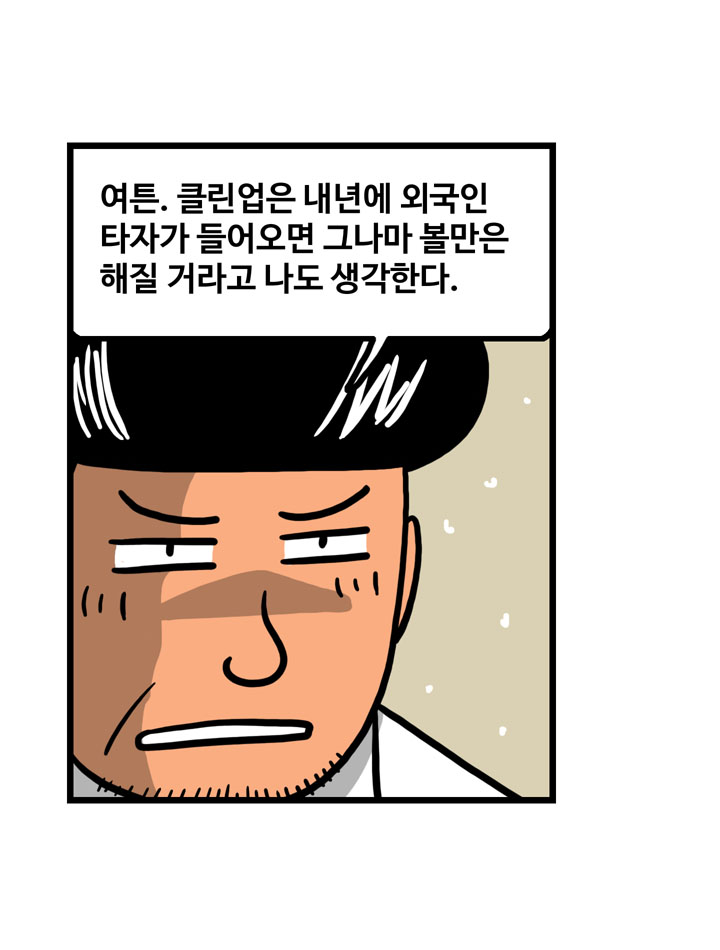 여튼. 클린업은 내년에 외국인
타자가 들어오면 그나마 볼만은
해질 거라고 나도 생각한다.